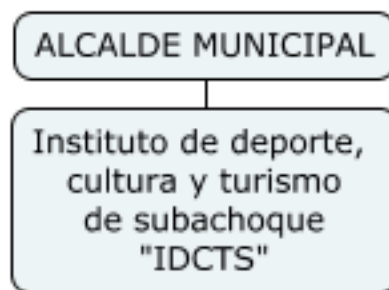 ALCALDE MUNICIPAL
Instituto de deporte,
cultura y turismo
de subachoque
"IDCTS"